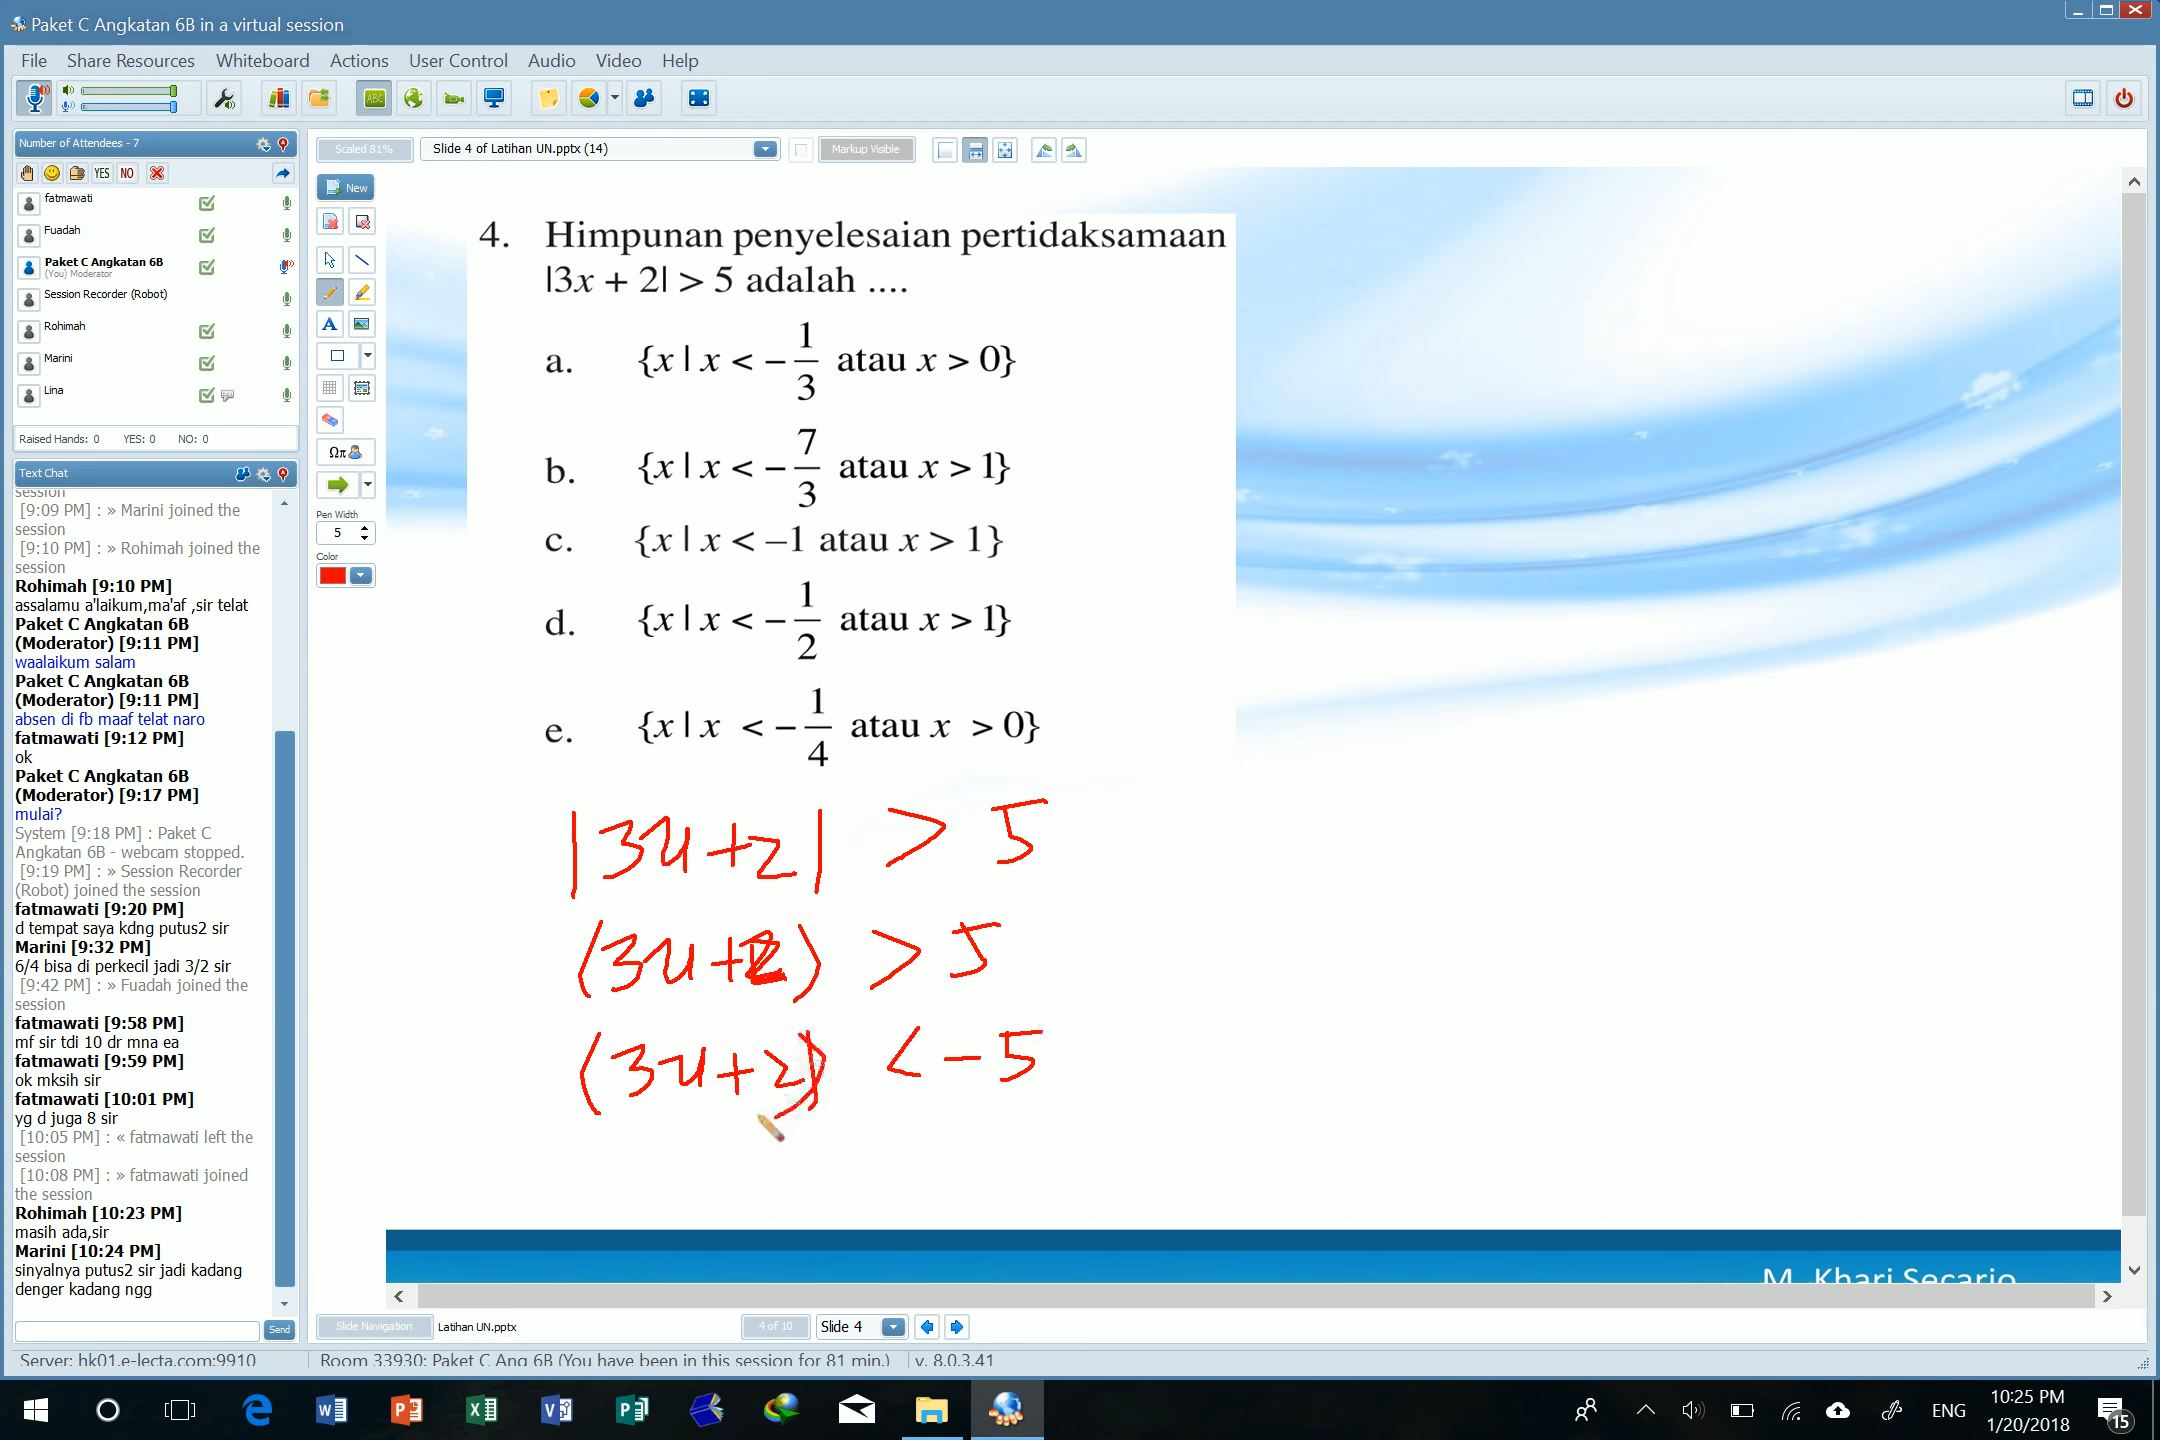 Paket C Angkatan 6B in a virtual session
File Share Resources Whiteboard Actions User Control Audio Video Help
Number of Attendees - 7
YES NO
fatmawati
Fuadah
Paket C Angkatan 6B
(You) Moderator
Session Recorder (Robot)
Rohimah
Marini
Lina
Raised Hands: 0 YES: 0 NO: 0
Text Chat
session
[9:09 PM] : » Marini joined the
session
[9:10 PM] : » Rohimah joined the
session
Rohimah [9:10 PM]
assalamu a'laikum,ma'af ,sir telat
Paket C Angkatan 6B
(Moderator) [9:11 PM]
waalaikum salam
Paket C Angkatan 6B
(Moderator) [9:11 PM]
absen di fb maaf telat naro
fatmawati [9:12 PM]
ok
Paket C Angkatan 6B
(Moderator) [9:17 PM]
mulai?
System [9:18 PM] : Paket C
Angkatan 6B - webcam stopped.
[9:19 PM] : » Session Recorder
(Robot) joined the session
fatmawati [9:20 PM]
d tempat saya kdng putus2 sir
Marini [9:32 PM]
6/4 bisa di perkecil jadi 3/2 sir
[9:42 PM] : » Fuadah joined the
session
fatmawati [9:58 PM]
mf sir tdi 10 dr mna ea
fatmawati [9:59 PM]
ok mksih sir
fatmawati [10:01 PM]
yg d juga 8 sir
[10:05 PM] : « fatmawati left the
session
[10:08 PM] : » fatmawati joined
the session
Rohimah [10:23 PM]
masih ada,sir
Marini [10:24 PM]
sinyalnya putus2 sir jadi kadang
denger kadang ngg
Send
Scaled 81% Slide 4 of Latihan UN.pptx (14) Markup Visible
New
ABC
A
Ωπ
Pen Width
5
Color
4. Himpunan penyelesaian pertidaksamaan
|3x + 2| > 5 adalah ....
a. {x | x < – 1/3 atau x > 0}
b. {x | x < – 7/3 atau x > 1}
c. {x | x < –1 atau x > 1}
d. {x | x < – 1/2 atau x > 1}
e. {x | x < – 1/4 atau x > 0}
|3x+2| > 5
(3x+2) > 5
(3x+2) < -5
M. Khari Secario
Slide Navigation Latihan UN.pptx 4 of 10 Slide 4
Server: hk01.e-lecta.com:9910 Room 33930: Paket C Ang 6B (You have been in this session for 81 min.) v. 8.0.3.41
ENG
10:25 PM
1/20/2018
15